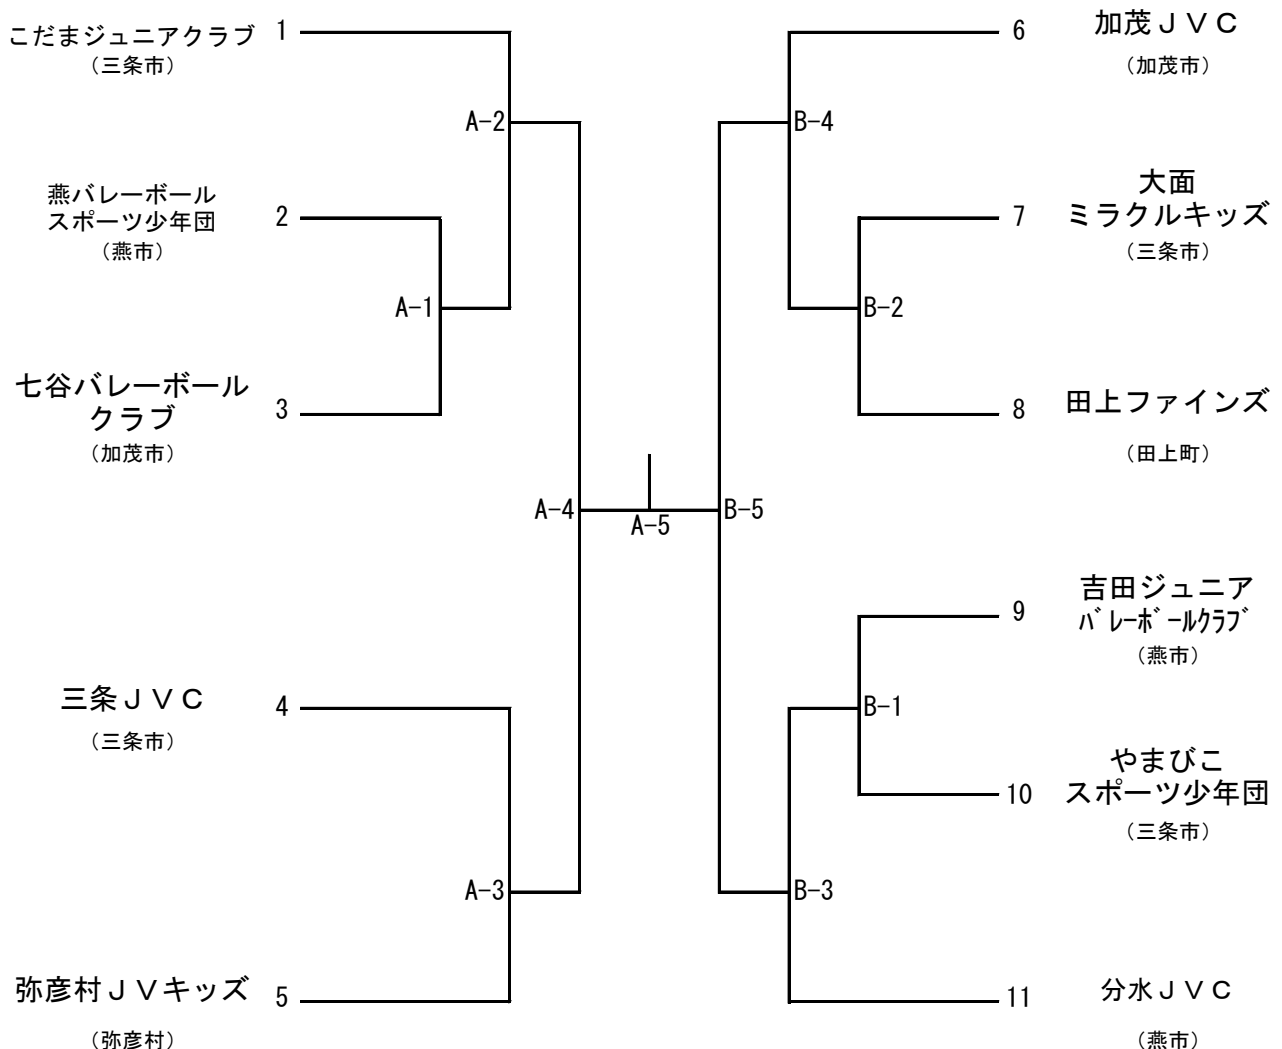 こだまジュニアクラブ 1
（三条市）
A-2
燕バレーボール
スポーツ少年団 2
（燕市）
A-1
七谷バレーボール
クラブ 3
（加茂市）
A-4
A-5
三条ＪＶＣ 4
（三条市）
A-3
弥彦村ＪＶキッズ 5
（弥彦村）
6 加茂ＪＶＣ
（加茂市）
B-4
大面
7 ミラクルキッズ
（三条市）
B-2
8 田上ファインズ
（田上町）
B-5
吉田ジュニア
9 ﾊﾞﾚｰﾎﾞｰﾙｸﾗﾌﾞ
（燕市）
B-1
やまびこ
10 スポーツ少年団
（三条市）
B-3
11 分水ＪＶＣ
（燕市）